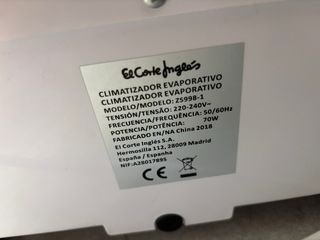 El Corte Inglés
CLIMATIZADOR EVAPORATIVO
CLIMATIZADOR EVAPORATIVO
MODELO/MODELO: ZS998-1
TENSIÓN/TENSÃO: 220-240V~
FRECUENCIA/FREQUÊNCIA: 50/60Hz
POTENCIA/POTÊNCIA: 70W
FABRICADO EN/NA China 2018
El Corte Inglés S.A.
Hermosilla 112, 28009 Madrid
España / Espanha
NIF:A28017895
CE